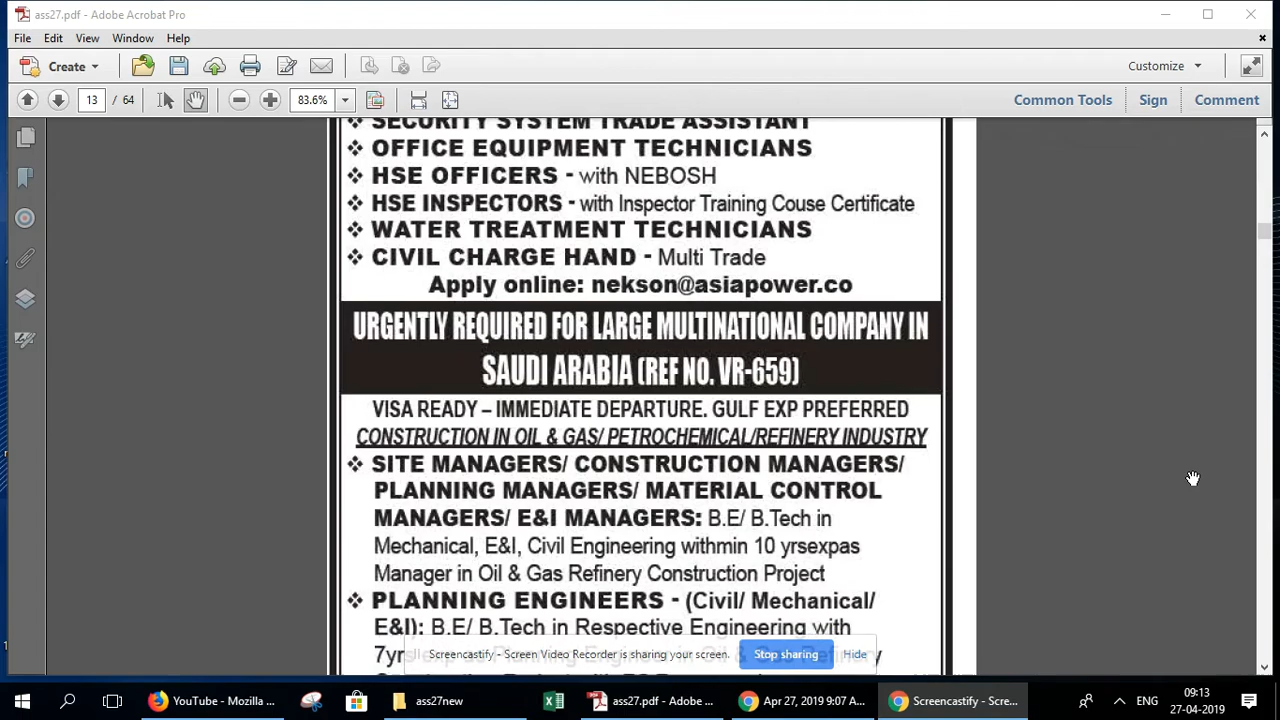 ass27.pdf - Adobe Acrobat Pro
File Edit View Window Help
Create Customize
13 / 64 83.6% Common Tools Sign Comment
SECURITY SYSTEM TRADE ASSISTANT
❖ OFFICE EQUIPMENT TECHNICIANS
❖ HSE OFFICERS - with NEBOSH
❖ HSE INSPECTORS - with Inspector Training Couse Certificate
❖ WATER TREATMENT TECHNICIANS
❖ CIVIL CHARGE HAND - Multi Trade
Apply online: nekson@asiapower.co
URGENTLY REQUIRED FOR LARGE MULTINATIONAL COMPANY IN
SAUDI ARABIA (REF NO. VR-659)
VISA READY – IMMEDIATE DEPARTURE. GULF EXP PREFERRED
CONSTRUCTION IN OIL & GAS/ PETROCHEMICAL/REFINERY INDUSTRY
❖ SITE MANAGERS/ CONSTRUCTION MANAGERS/
PLANNING MANAGERS/ MATERIAL CONTROL
MANAGERS/ E&I MANAGERS: B.E/ B.Tech in
Mechanical, E&I, Civil Engineering withmin 10 yrsexpas
Manager in Oil & Gas Refinery Construction Project
❖ PLANNING ENGINEERS - (Civil/ Mechanical/
E&I): B.E/ B.Tech in Respective Engineering with
Screencastify - Screen Video Recorder is sharing your screen. Stop sharing Hide
YouTube - Mozilla ... ass27new ass27.pdf - Adobe ... Apr 27, 2019 9:07 A... Screencastify - Scre... ENG 09:13
27-04-2019